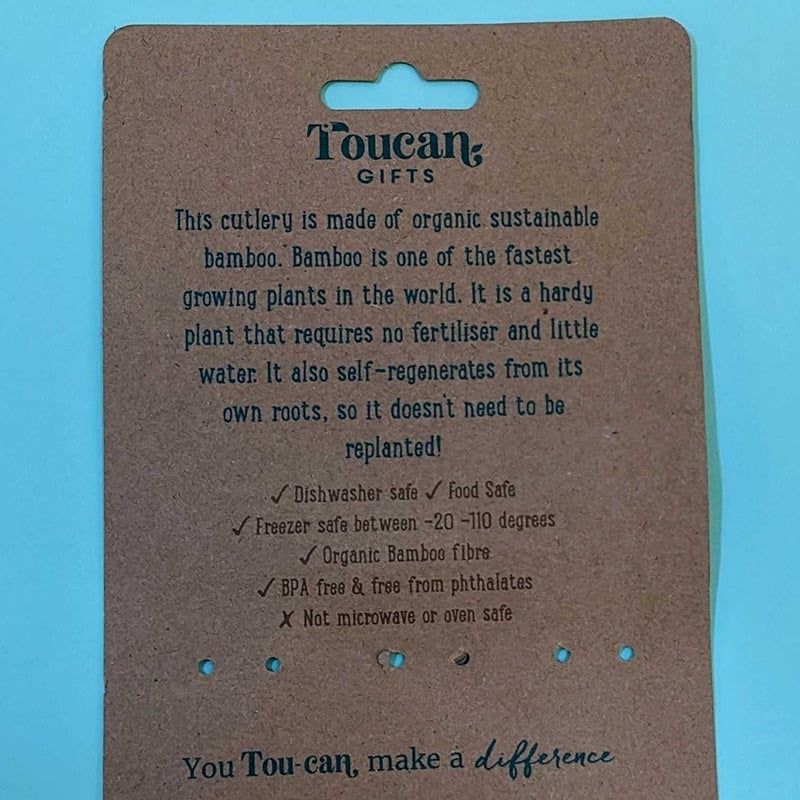 Toucan
GIFTS
This cutlery is made of organic sustainable
bamboo. Bamboo is one of the fastest
growing plants in the world. It is a hardy
plant that requires no fertiliser and little
water. It also self-regenerates from its
own roots, so it doesn't need to be
replanted!
✓ Dishwasher safe ✓ Food Safe
✓ Freezer safe between -20 -110 degrees
✓ Organic Bamboo fibre
✓ BPA free & free from phthalates
✗ Not microwave or oven safe
You Tou-can make a difference